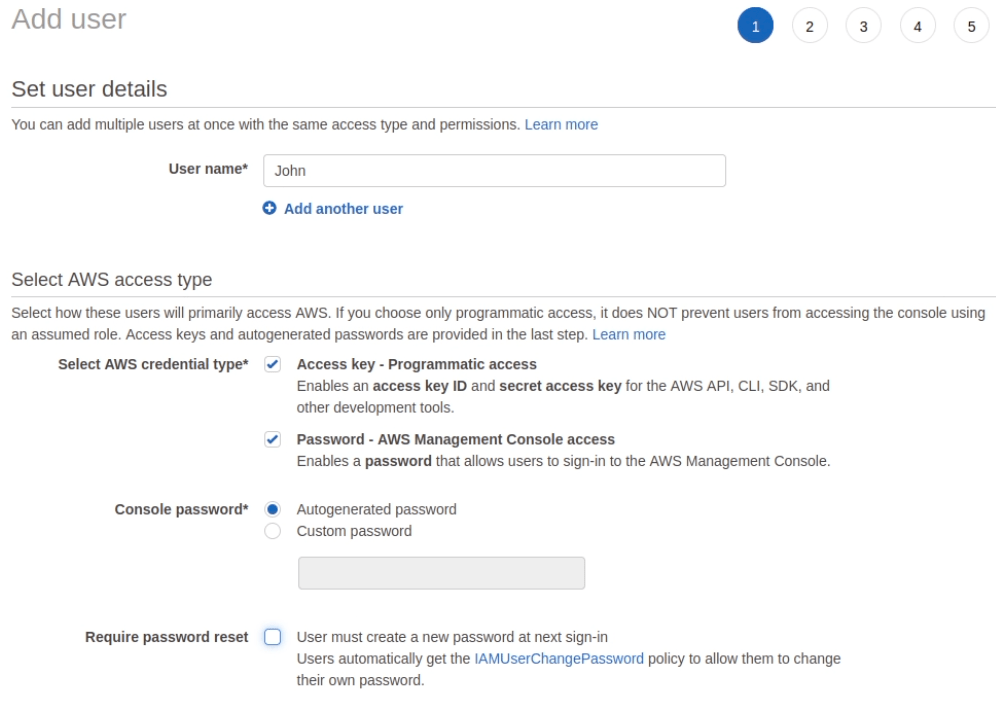 Add user
1 2 3 4 5
Set user details
You can add multiple users at once with the same access type and permissions. Learn more
User name* John
Add another user
Select AWS access type
Select how these users will primarily access AWS. If you choose only programmatic access, it does NOT prevent users from accessing the console using
an assumed role. Access keys and autogenerated passwords are provided in the last step. Learn more
Select AWS credential type* Access key - Programmatic access
Enables an access key ID and secret access key for the AWS API, CLI, SDK, and
other development tools.
Password - AWS Management Console access
Enables a password that allows users to sign-in to the AWS Management Console.
Console password* Autogenerated password
Custom password
Require password reset User must create a new password at next sign-in
Users automatically get the IAMUserChangePassword policy to allow them to change
their own password.